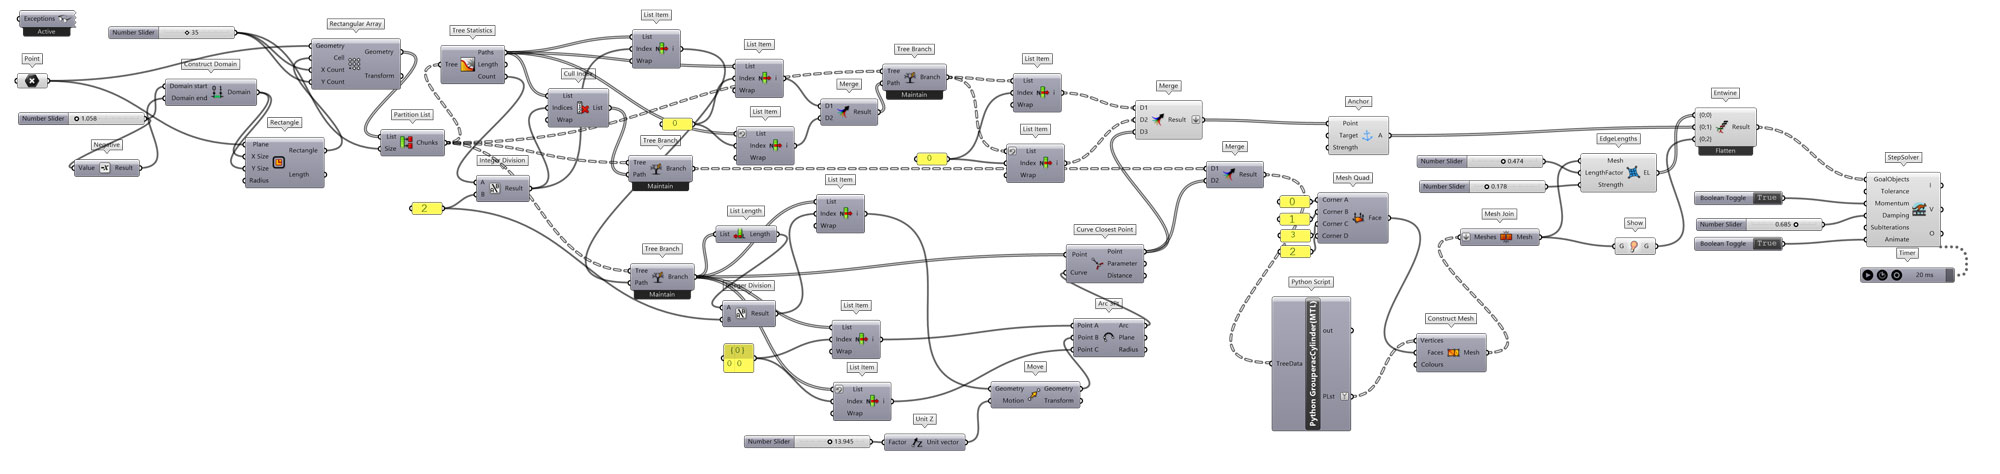 Exceptions
Active
Point
Number Slider
35
Construct Domain
Domain start
Domain end
Domain
Number Slider
1.058
Negative
Value
Result
Rectangular Array
Geometry
Cell
X Count
Y Count
Geometry
Transform
Rectangle
Plane
X Size
Y Size
Radius
Rectangle
Length
Partition List
List
Size
Chunks
Tree Statistics
Tree
Paths
Length
Count
Cull Index
List
Indices
Wrap
List
Integer Division
A
B
Result
2
List Item
List
Index
Wrap
i
0
Tree Branch
Tree
Path
Branch
Maintain
Tree Branch
Tree
Path
Branch
Maintain
List Item
List
Index
Wrap
i
List Item
List
Index
Wrap
i
Merge
D1
D2
Result
Tree Branch
Tree
Path
Branch
Maintain
0
List Item
List
Index
Wrap
i
List Item
List
Index
Wrap
i
List Length
List
Length
Integer Division
A
B
Result
{0}
0 0
List Item
List
Index
Wrap
i
List Item
List
Index
Wrap
i
List Item
List
Index
Wrap
i
Number Slider
13.945
Unit Z
Factor
Unit vector
Move
Geometry
Motion
Geometry
Transform
Arc 3Pt
Point A
Point B
Point C
Arc
Plane
Radius
Curve Closest Point
Point
Curve
Point
Parameter
Distance
Merge
D1
D2
D3
Result
Merge
D1
D2
Result
Anchor
Point
Target
Strength
A
0
1
3
2
Mesh Quad
Corner A
Corner B
Corner C
Corner D
Face
Python Script
TreeData
Python GrouperacCylinder(MTL)
out
PLst
Construct Mesh
Vertices
Faces
Colours
Mesh
Number Slider
0.474
Number Slider
0.178
Mesh Join
Meshes
Mesh
EdgeLengths
Mesh
LengthFactor
Strength
EL
Show
G
G
Entwine
{0;0}
{0;1}
{0;2}
Result
Flatten
Boolean Toggle
True
Number Slider
0.685
Boolean Toggle
True
StepSolver
GoalObjects
Tolerance
Momentum
Damping
SubIterations
Animate
I
V
O
Timer
20 ms